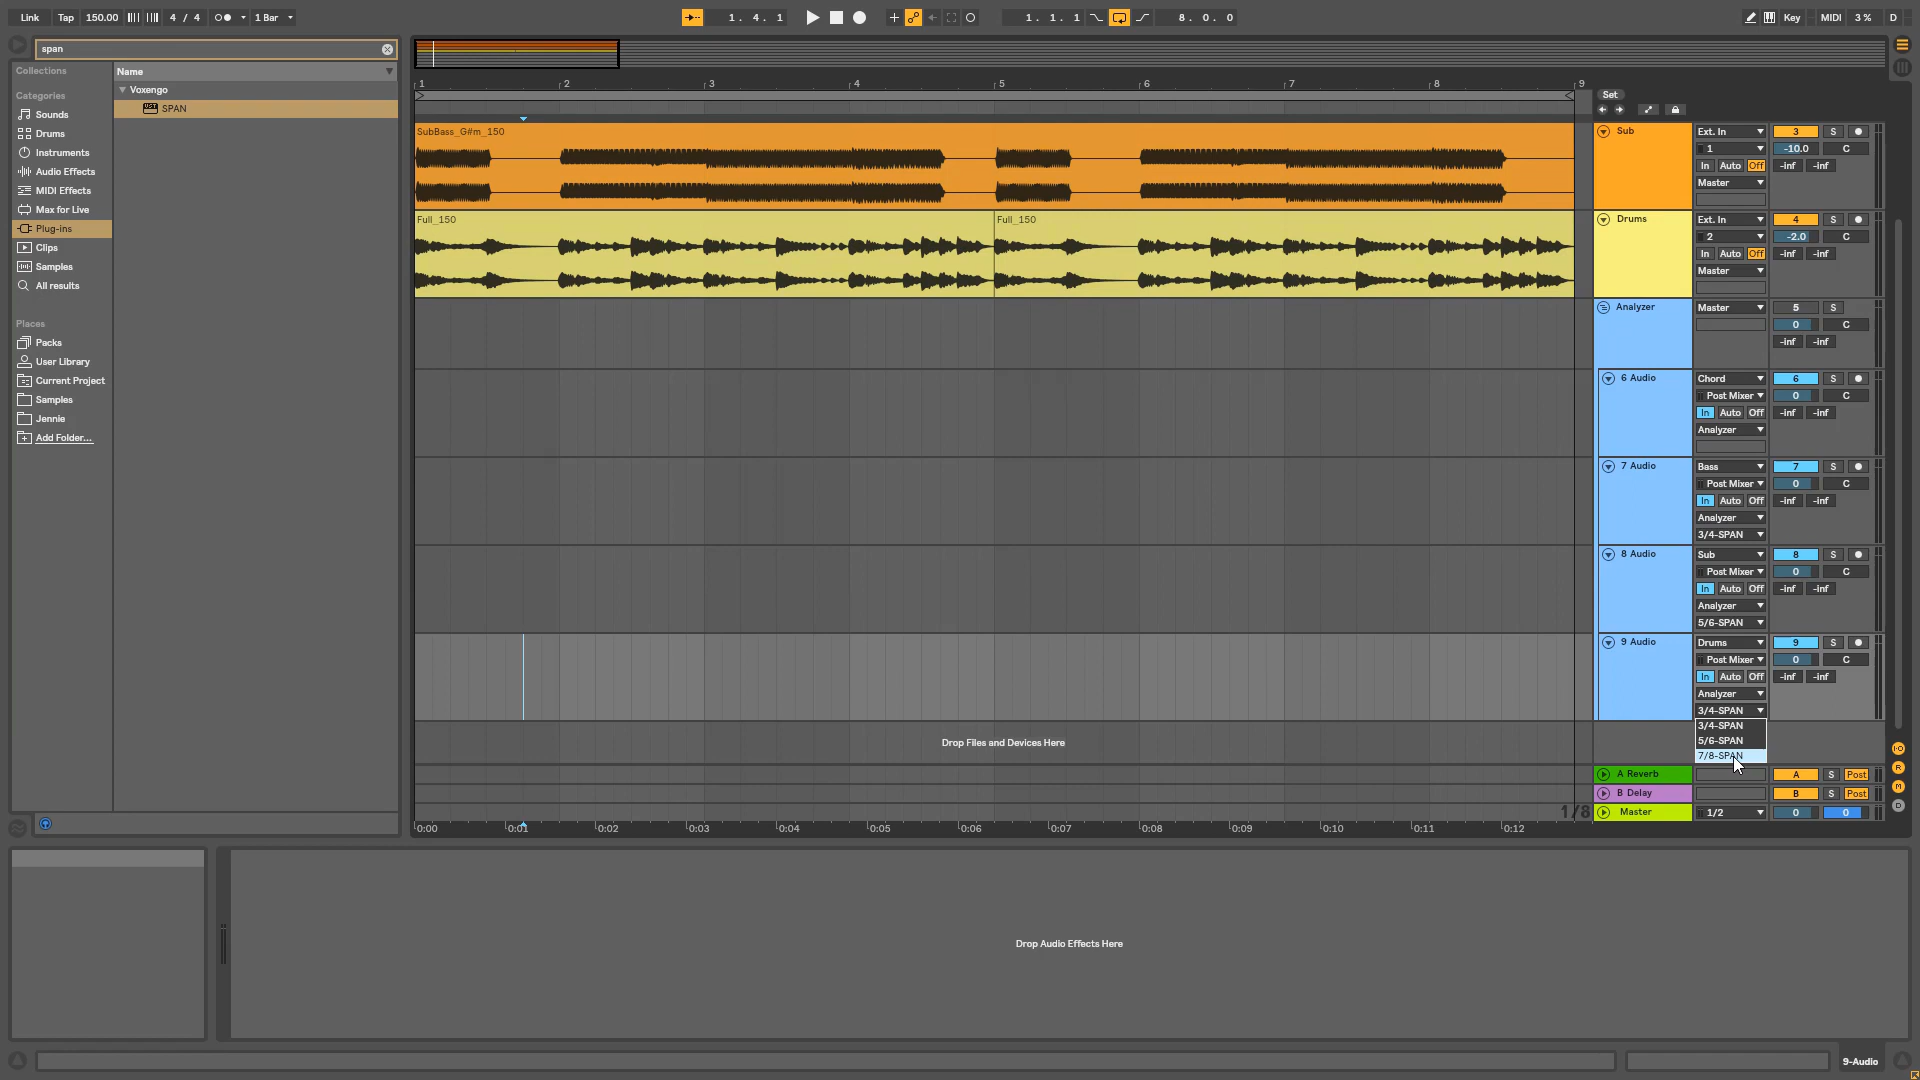 Link Tap 150.00 4 / 4 1 Bar 1 . 4 . 1 1 . 1 . 1 8 . 0 . 0 Key MIDI 3 % D
span
Collections
Categories
Sounds
Drums
Instruments
Audio Effects
MIDI Effects
Max for Live
Plug-ins
Clips
Samples
All results
Places
Packs
User Library
Current Project
Samples
Jennie
Add Folder...
Name
Voxengo
SPAN
1 2 3 4 5 6 7 8 9
Set
SubBass_G#m_150
Full_150 Full_150
Sub Ext. In 3 S
1 -10.0 C
In Auto Off -inf -inf
Master
Drums Ext. In 4 S
2 -2.0 C
In Auto Off -inf -inf
Master
Analyzer Master 5 S
0 C
-inf -inf
6 Audio Chord 6 S
Post Mixer 0 C
In Auto Off -inf -inf
Analyzer
7 Audio Bass 7 S
Post Mixer 0 C
In Auto Off -inf -inf
Analyzer
3/4-SPAN
8 Audio Sub 8 S
Post Mixer 0 C
In Auto Off -inf -inf
Analyzer
5/6-SPAN
9 Audio Drums 9 S
Post Mixer 0 C
In Auto Off -inf -inf
Analyzer
3/4-SPAN
3/4-SPAN
5/6-SPAN
7/8-SPAN
Drop Files and Devices Here
A Reverb A S Post
B Delay B S Post
1/8 Master 1/2 0 0
I·O
R
M
D
0:00 0:01 0:02 0:03 0:04 0:05 0:06 0:07 0:08 0:09 0:10 0:11 0:12
Drop Audio Effects Here
9-Audio